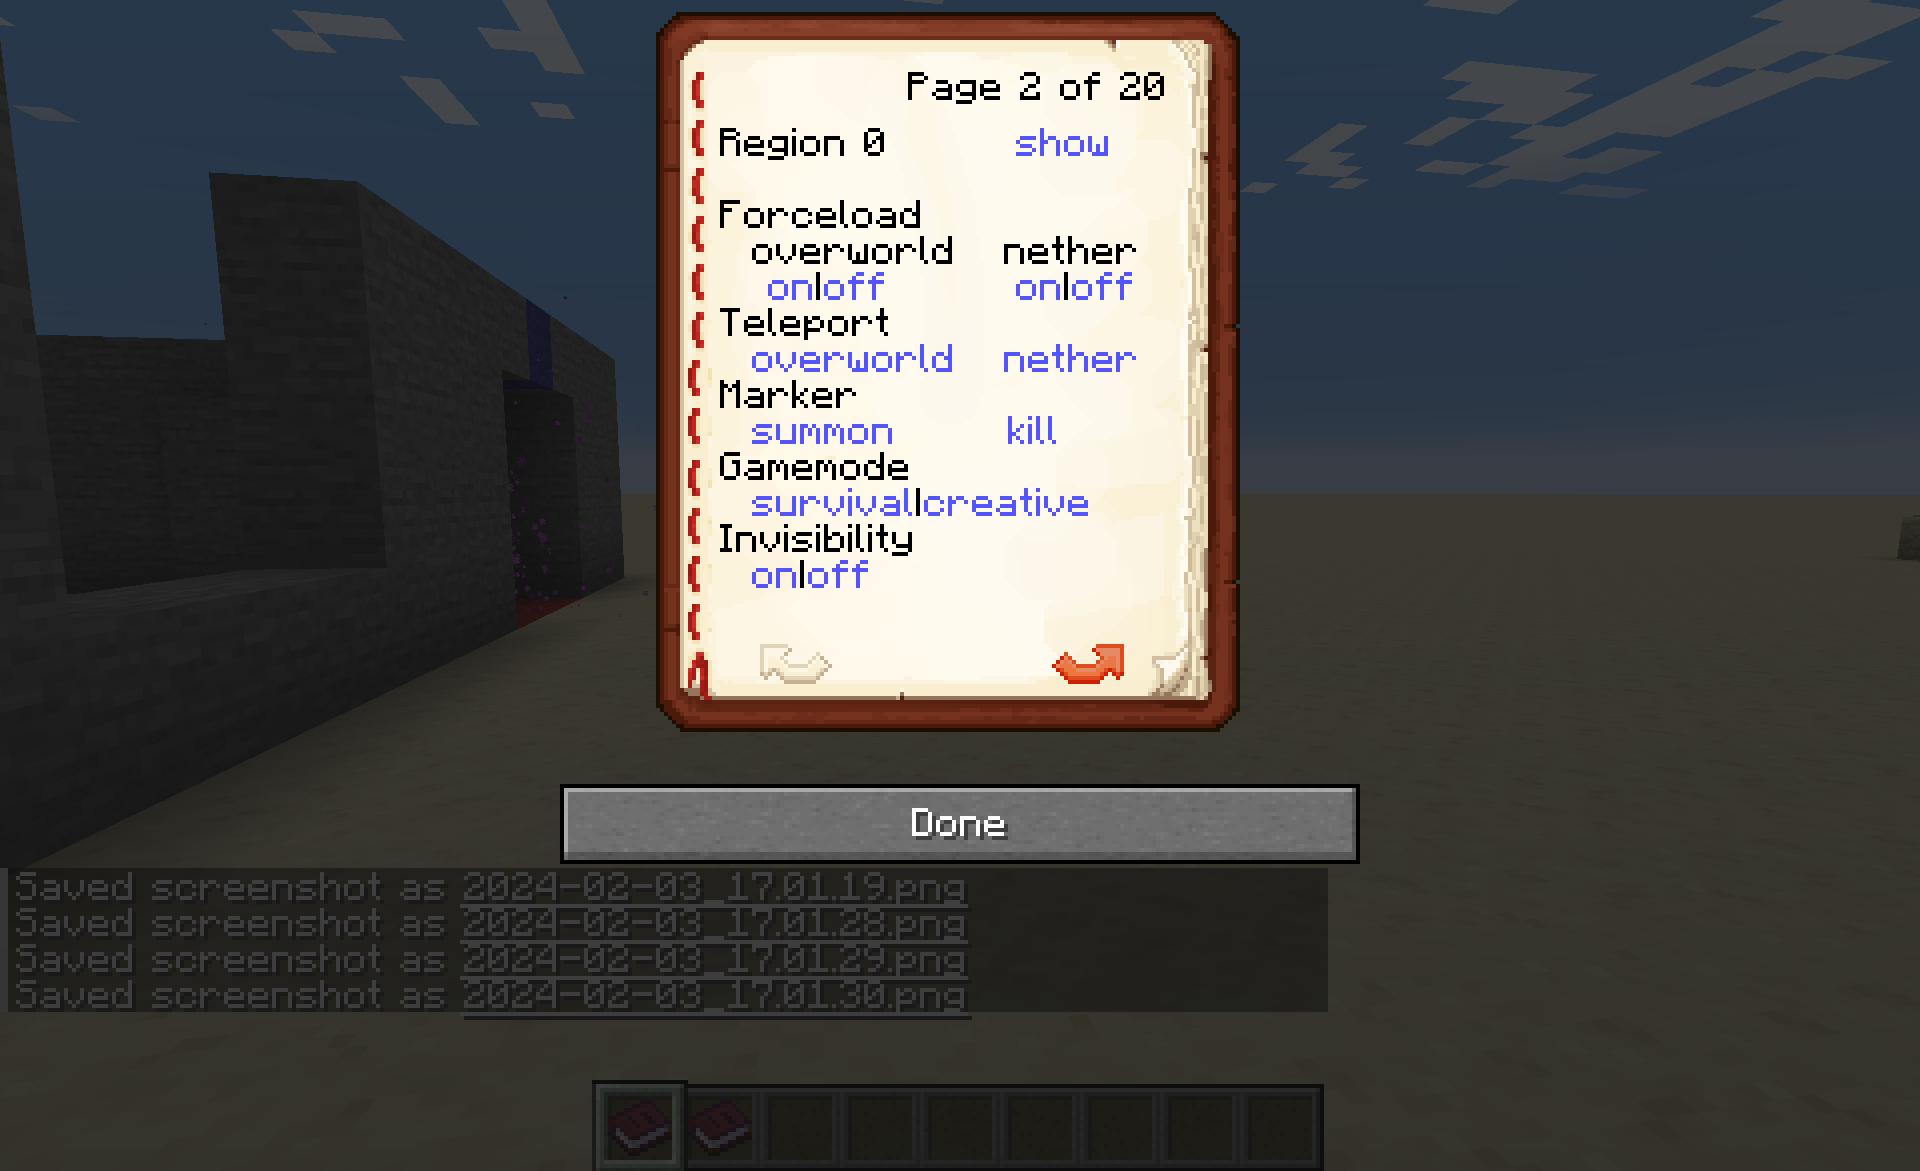 Page 2 of 20
Region 0 show
Forceload
overworld nether
on|off on|off
Teleport
overworld nether
Marker
summon kill
Gamemode
survival|creative
Invisibility
on|off
Done
Saved screenshot as 2024-02-03_17.01.19.png
Saved screenshot as 2024-02-03_17.01.28.png
Saved screenshot as 2024-02-03_17.01.29.png
Saved screenshot as 2024-02-03_17.01.30.png